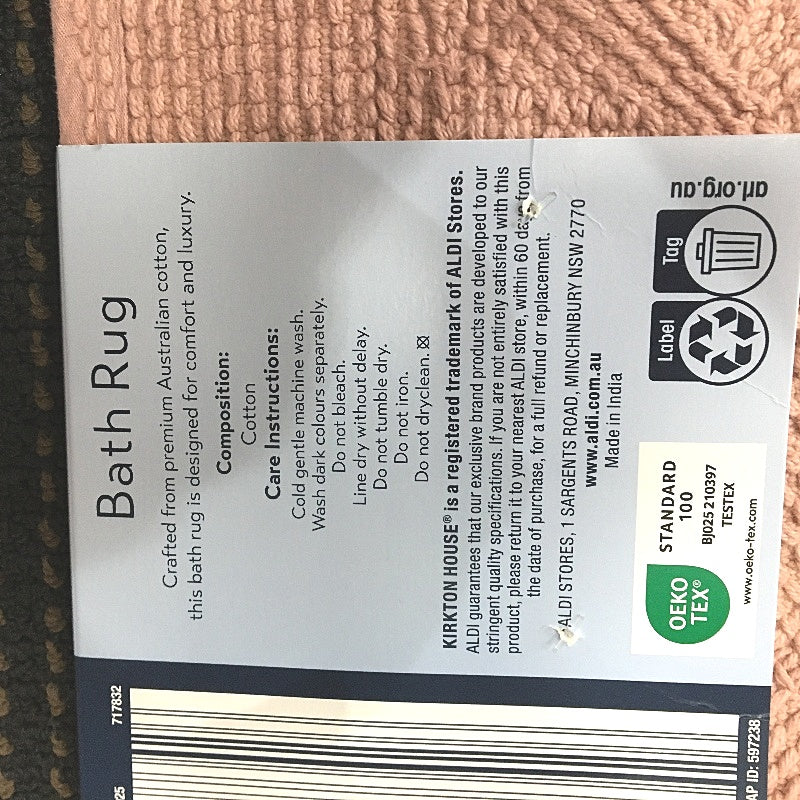 Bath Rug
Crafted from premium Australian cotton,
this bath rug is designed for comfort and luxury.
Composition:
Cotton
Care Instructions:
Cold gentle machine wash.
Wash dark colours separately.
Do not bleach.
Line dry without delay.
Do not tumble dry.
Do not iron.
Do not dryclean.
KIRKTON HOUSE® is a registered trademark of ALDI Stores.
ALDI guarantees that our exclusive brand products are developed to our
stringent quality specifications. If you are not entirely satisfied with this
product, please return it to your nearest ALDI store, within 60 days from
the date of purchase, for a full refund or replacement.
ALDI STORES, 1 SARGENTS ROAD, MINCHINBURY NSW 2770
www.aldi.com.au
Made in India
OEKO
TEX®
STANDARD
100
BJ025 210397
TESTEX
www.oeko-tex.com
Label
Tag
arl.org.au
717832
AP ID: 597238